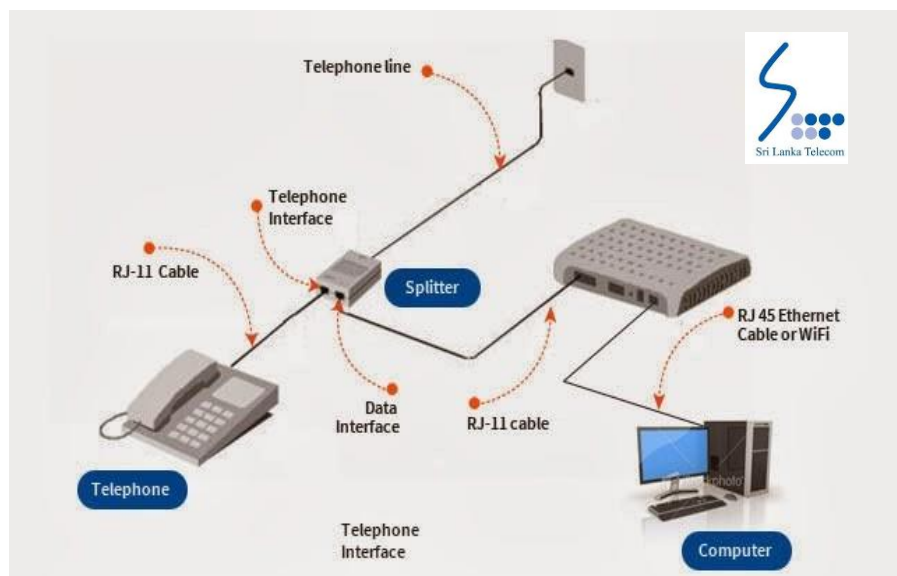 Telephone line
Sri Lanka Telecom
Telephone
Interface
RJ-11 Cable
Splitter
RJ 45 Ethernet
Cable or WiFi
Data
Interface
RJ-11 cable
Telephone
Telephone
Interface
Computer